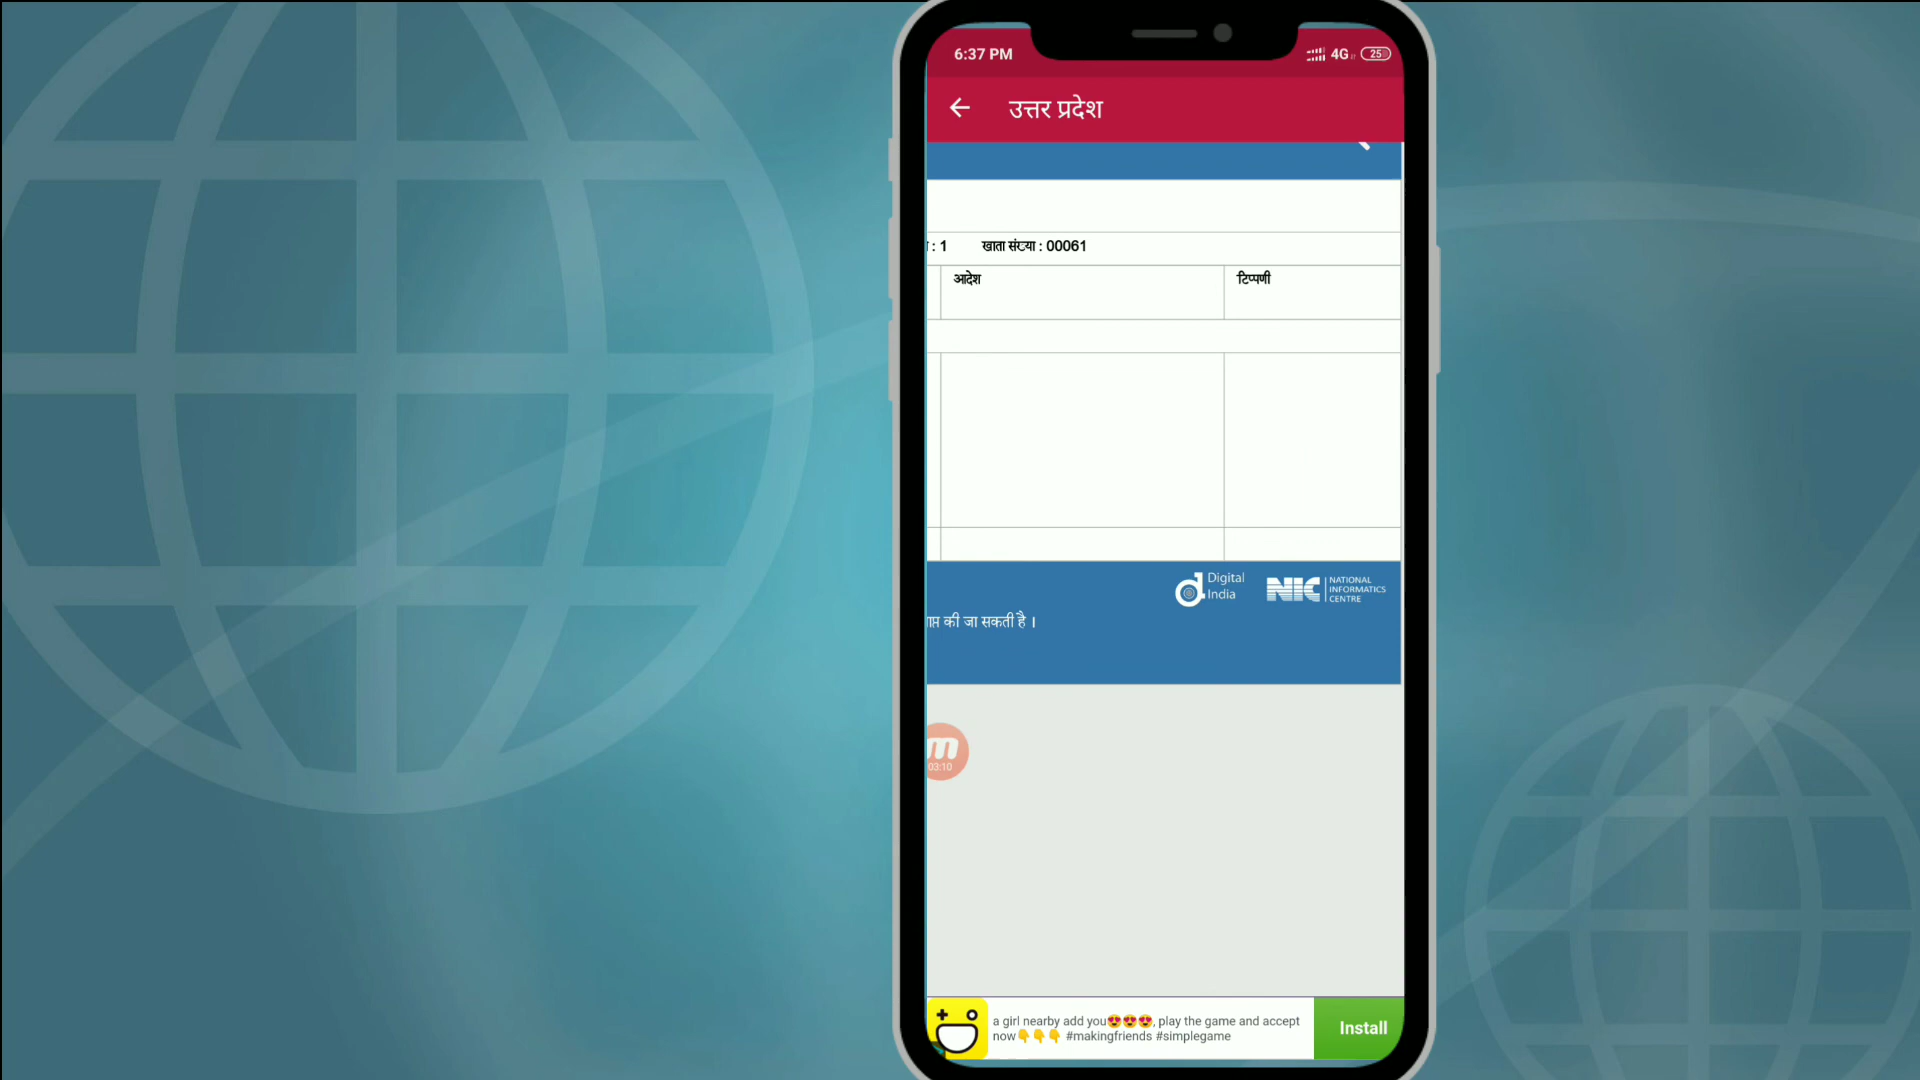 6:37 PM
4G
25
उत्तर प्रदेश
: 1 खाता संख्या : 00061
आदेश
टिप्पणी
Digital
India
NIC
NATIONAL
INFORMATICS
CENTRE
की जा सकती है ।
m
03:10
a girl nearby add you😍😍😍, play the game and accept
now👇👇👇 #makingfriends #simplegame
Install